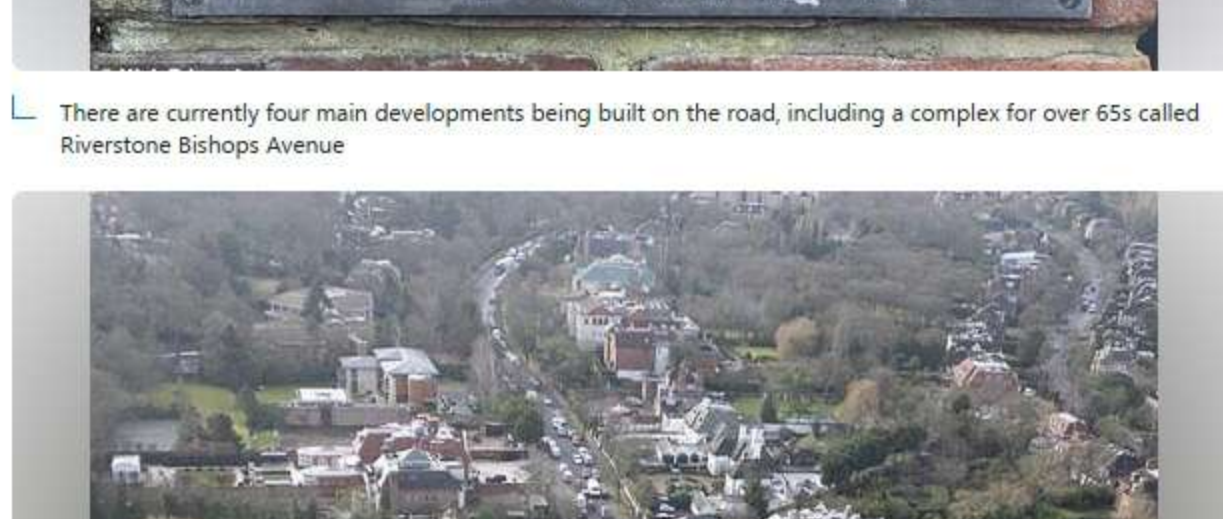 There are currently four main developments being built on the road, including a complex for over 65s called
Riverstone Bishops Avenue